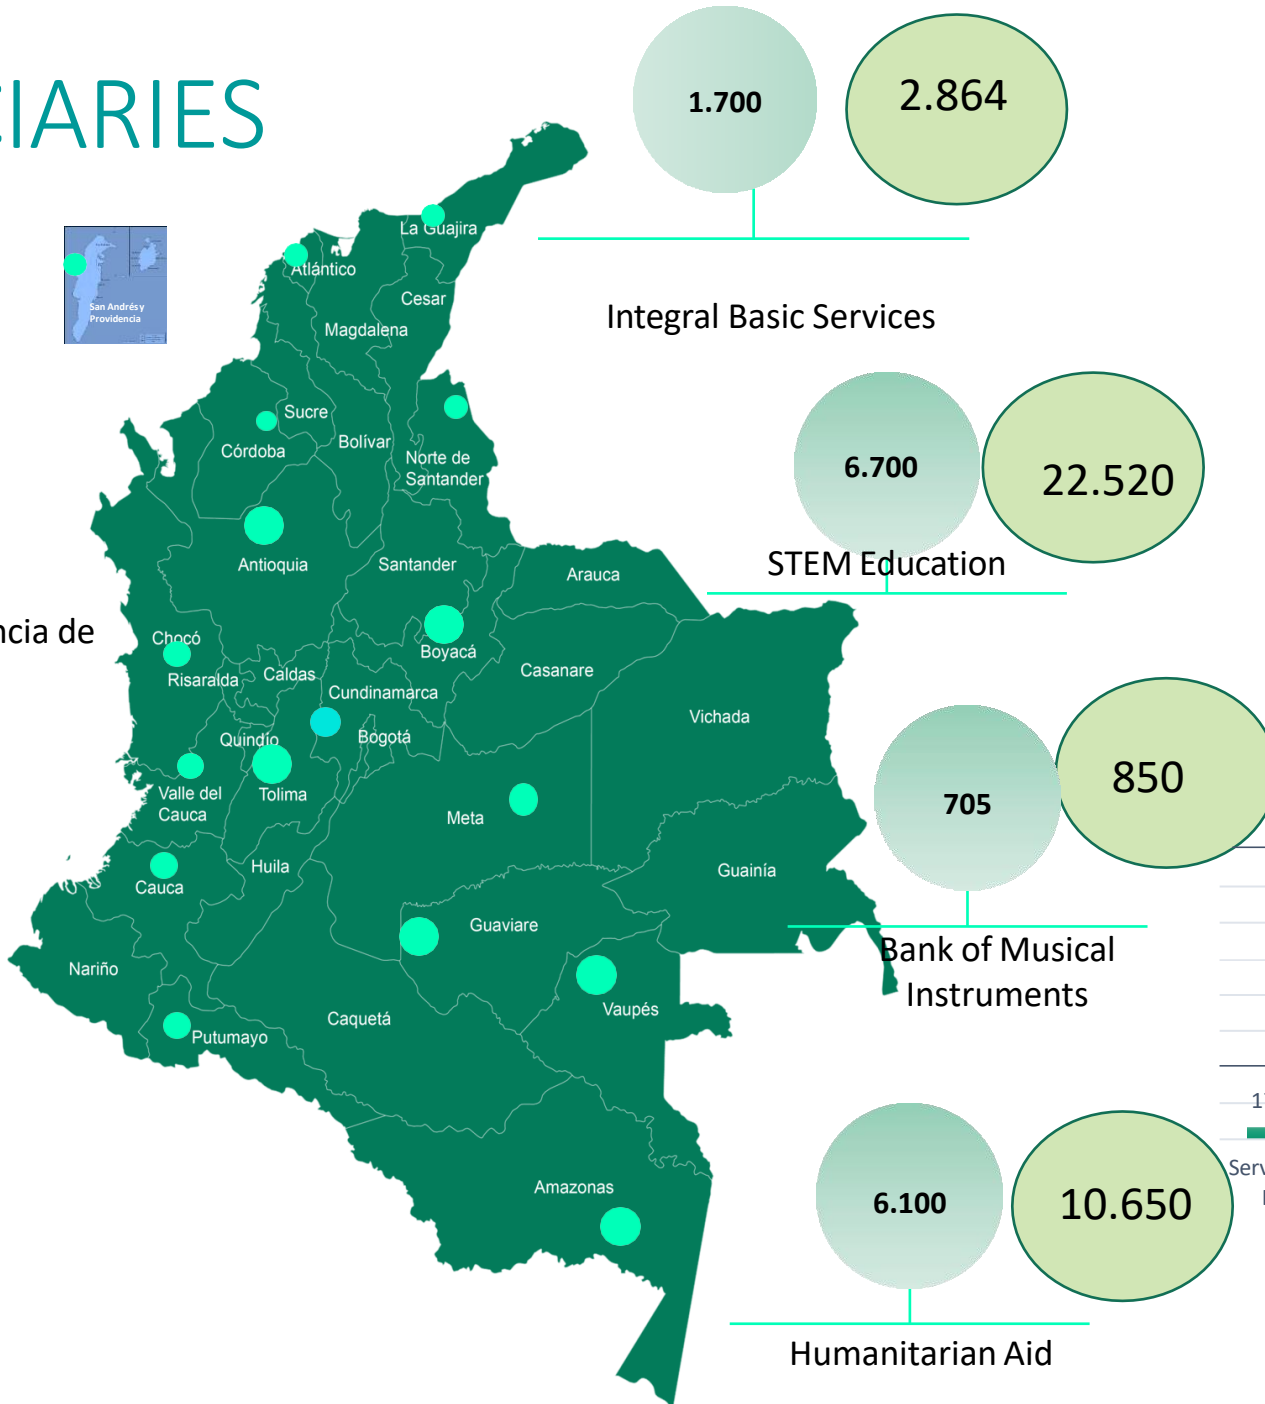 CIARIES
1.700
2.864
Integral Basic Services
6.700
22.520
STEM Education
705
850
Bank of Musical
Instruments
6.100
10.650
Humanitarian Aid
San Andrés y
Providencia
La Guajira
Atlántico
Cesar
Magdalena
Sucre
Bolívar
Córdoba
Norte de
Santander
Antioquia
Santander
Arauca
ncia de
Chocó
Boyacá
Casanare
Risaralda
Caldas
Cundinamarca
Vichada
Quindío
Bogotá
Valle del
Cauca
Tolima
Meta
Huila
Cauca
Guainía
Guaviare
Nariño
Vaupés
Caquetá
Putumayo
Amazonas
Serv